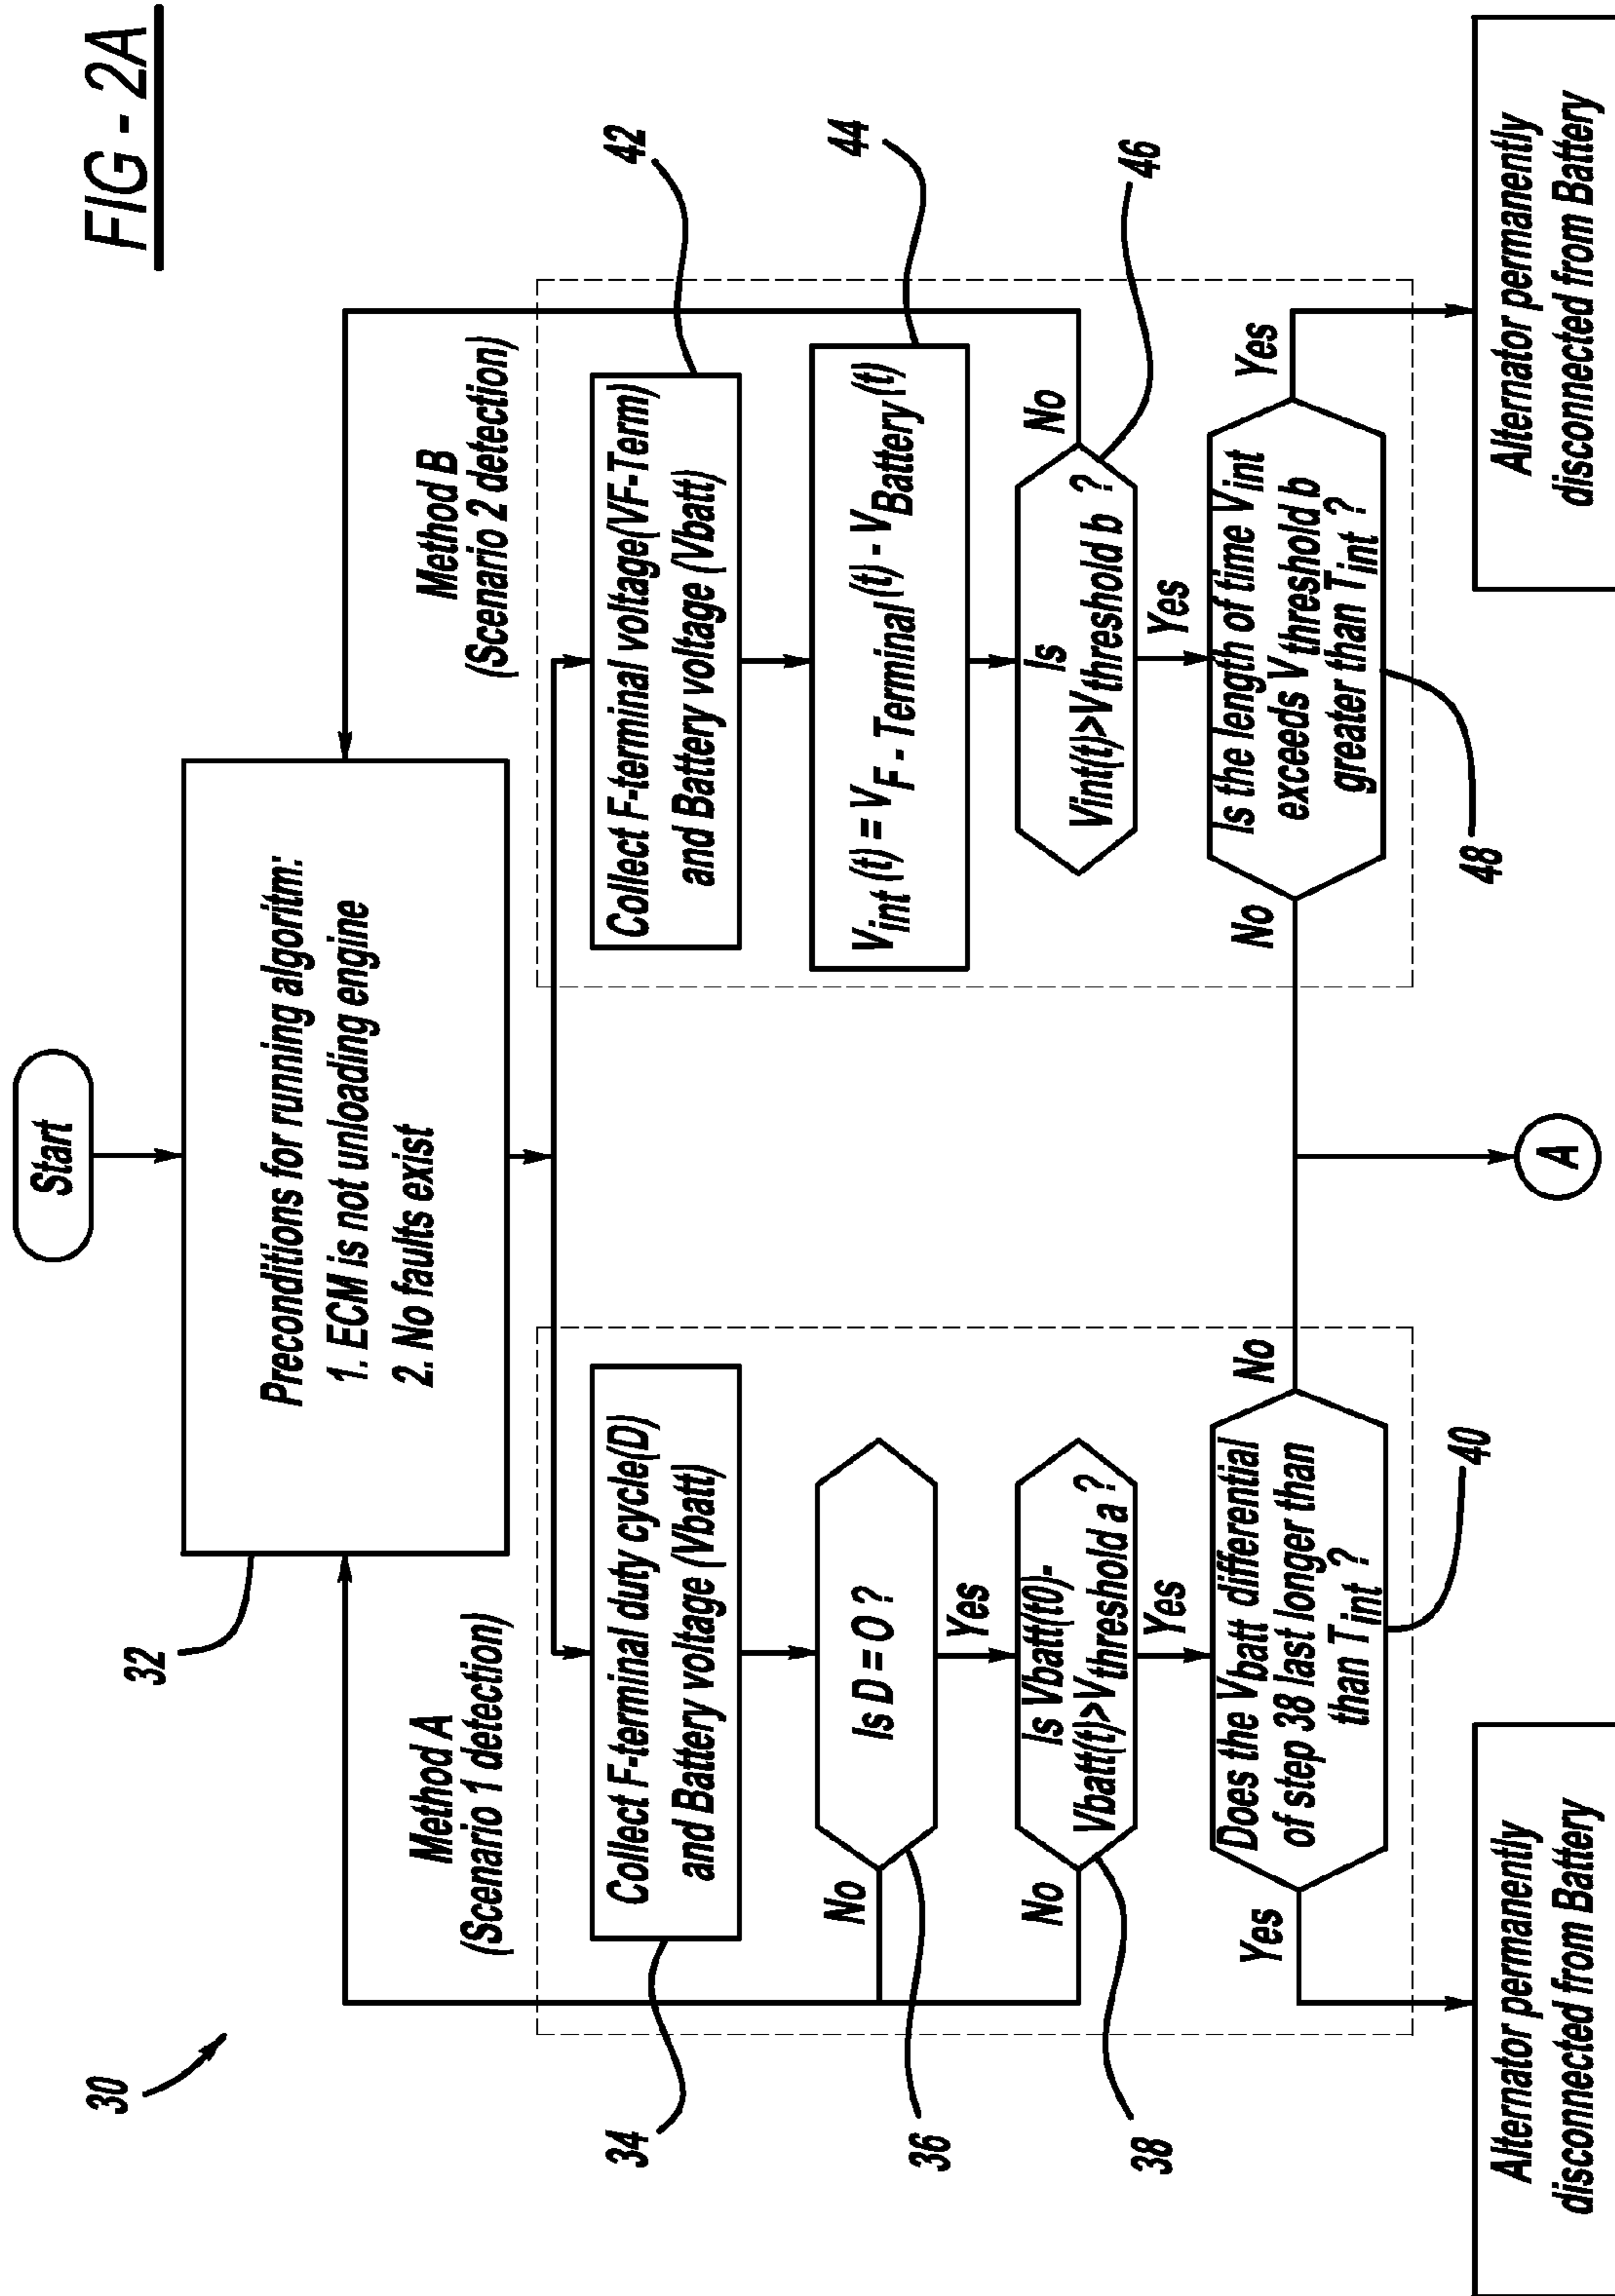 FIG - 2A
30
Start
32
Preconditions for running algoritm:
1. ECM is not unloading engine
2. No faults exist
Method A
(Scenario 1 detection)
34
Collect F-terminal duty cycle(D)
and Battery voltage (Vbatt)
36
Is D = O ?
No
Yes
38
Is Vbatt(t0)-
Vbatt(t)>Vthreshold a ?
No
Yes
Does the Vbatt differential
of step 38 last longer than
than Tint ?
40
Yes
No
Alternator permanently
disconnected from Battery
Method B
(Scenario 2 detection)
42
Collect F-terminal voltage(VF-Term)
and Battery voltage (Vbatt)
44
Vint (t) = VF - Terminal(t) - VBattery(t)
46
Is
Vint(t)>Vthreshold b ?
No
Yes
Is the length of time Vint
exceeds Vthreshold b
greater than Tint ?
48
No
Yes
A
Alternator permanently
disconnected from Battery